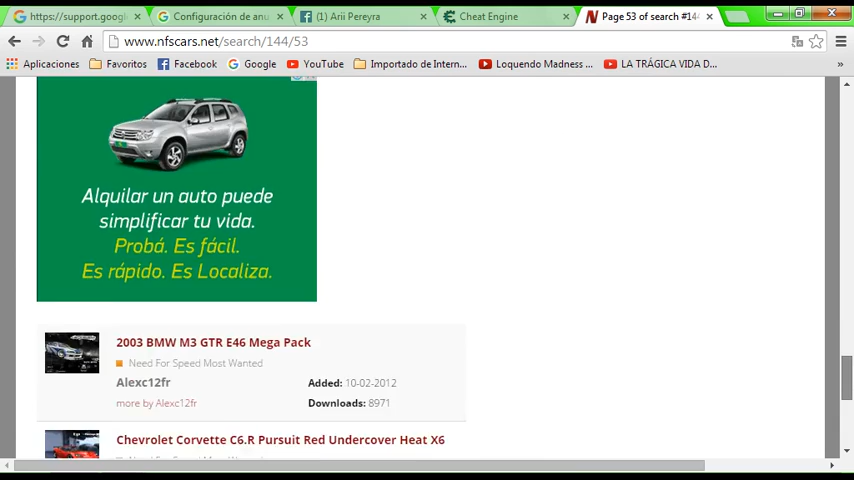 https://support.googl
Configuración de anu
(1) Arii Pereyra
Cheat Engine
Page 53 of search #14
www.nfscars.net/search/144/53
Aplicaciones
Favoritos
Facebook
Google
YouTube
Importado de Intern...
Loquendo Madness ...
LA TRÁGICA VIDA D...
»
Alquilar un auto puede
simplificar tu vida.
Probá. Es fácil.
Es rápido. Es Localiza.
2003 BMW M3 GTR E46 Mega Pack
Need For Speed Most Wanted
Alexc12fr
Added: 10-02-2012
more by Alexc12fr
Downloads: 8971
Chevrolet Corvette C6.R Pursuit Red Undercover Heat X6